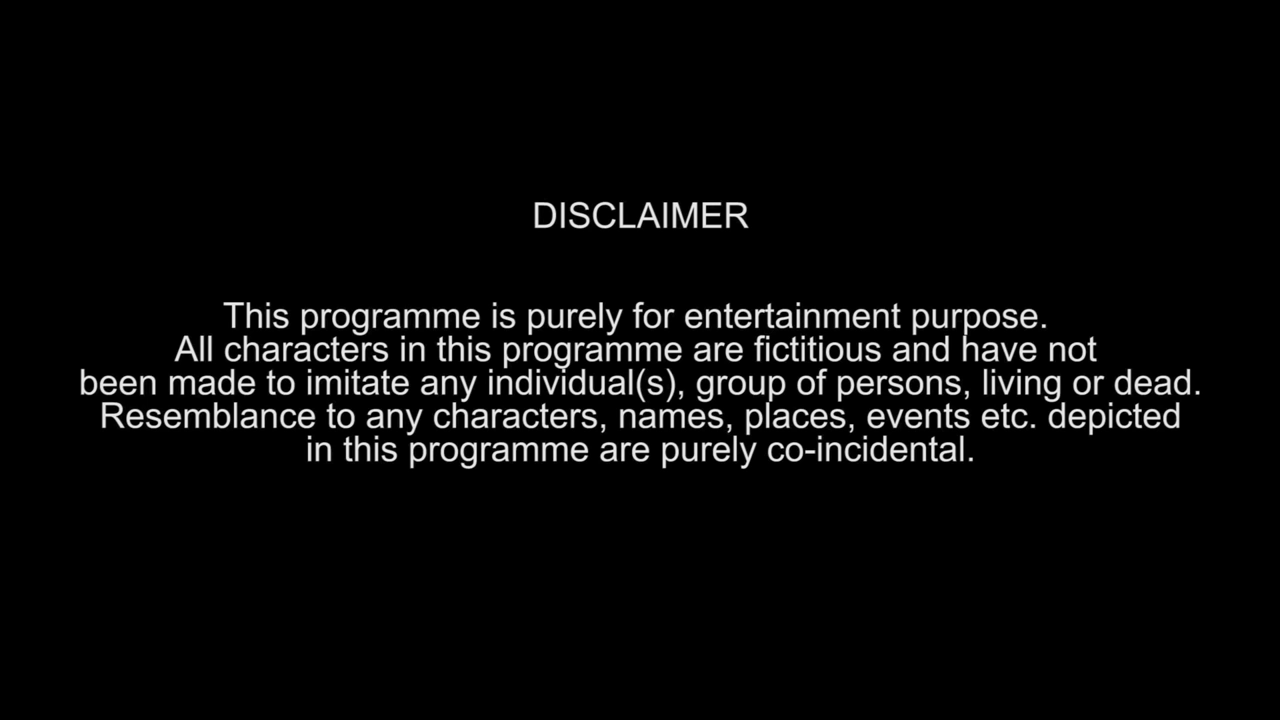 DISCLAIMER
This programme is purely for entertainment purpose.
All characters in this programme are fictitious and have not
been made to imitate any individual(s), group of persons, living or dead.
Resemblance to any characters, names, places, events etc. depicted
in this programme are purely co-incidental.